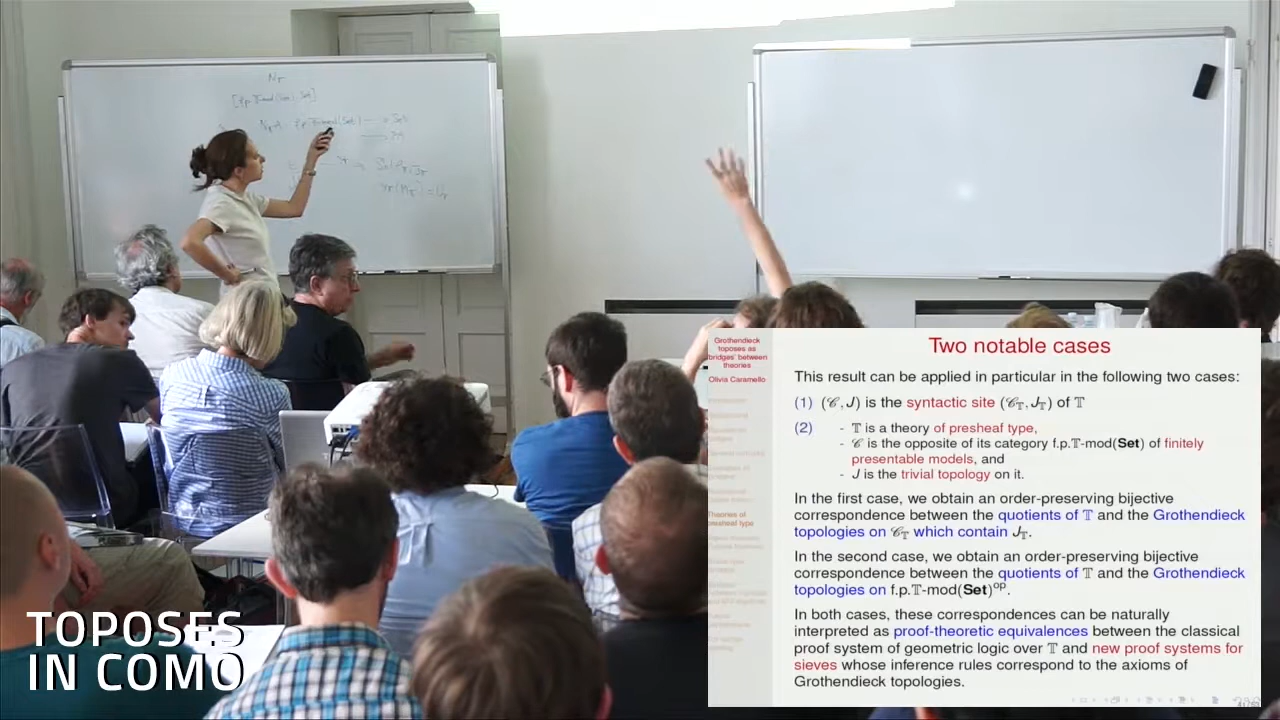 N_T
Grothendieck
toposes as
'bridges' between
theories
Olivia Caramello
Theories of
presheaf type
Two notable cases
This result can be applied in particular in the following two cases:
(1) (𝒞, J) is the syntactic site (𝒞_𝕋, J_𝕋) of 𝕋
(2) - 𝕋 is a theory of presheaf type,
- 𝒞 is the opposite of its category f.p.𝕋-mod(Set) of finitely
presentable models, and
- J is the trivial topology on it.
In the first case, we obtain an order-preserving bijective
correspondence between the quotients of 𝕋 and the Grothendieck
topologies on 𝒞_𝕋 which contain J_𝕋.
In the second case, we obtain an order-preserving bijective
correspondence between the quotients of 𝕋 and the Grothendieck
topologies on f.p.𝕋-mod(Set)^op.
In both cases, these correspondences can be naturally
interpreted as proof-theoretic equivalences between the classical
proof system of geometric logic over 𝕋 and new proof systems for
sieves whose inference rules correspond to the axioms of
Grothendieck topologies.
TOPOSES
IN COMO